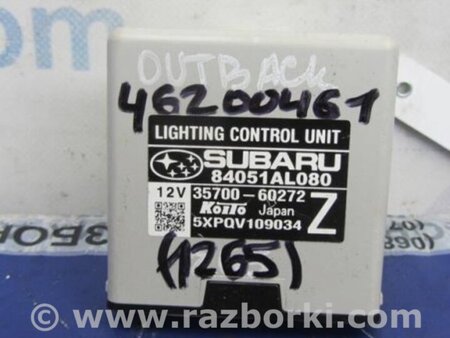 OUTBACK
46200461
LIGHTING CONTROL UNIT
SUBARU
84051AL080
12V 35700-60272
KOITO Japan Z
5XPQV109034
(1265)
© www.razborki.com